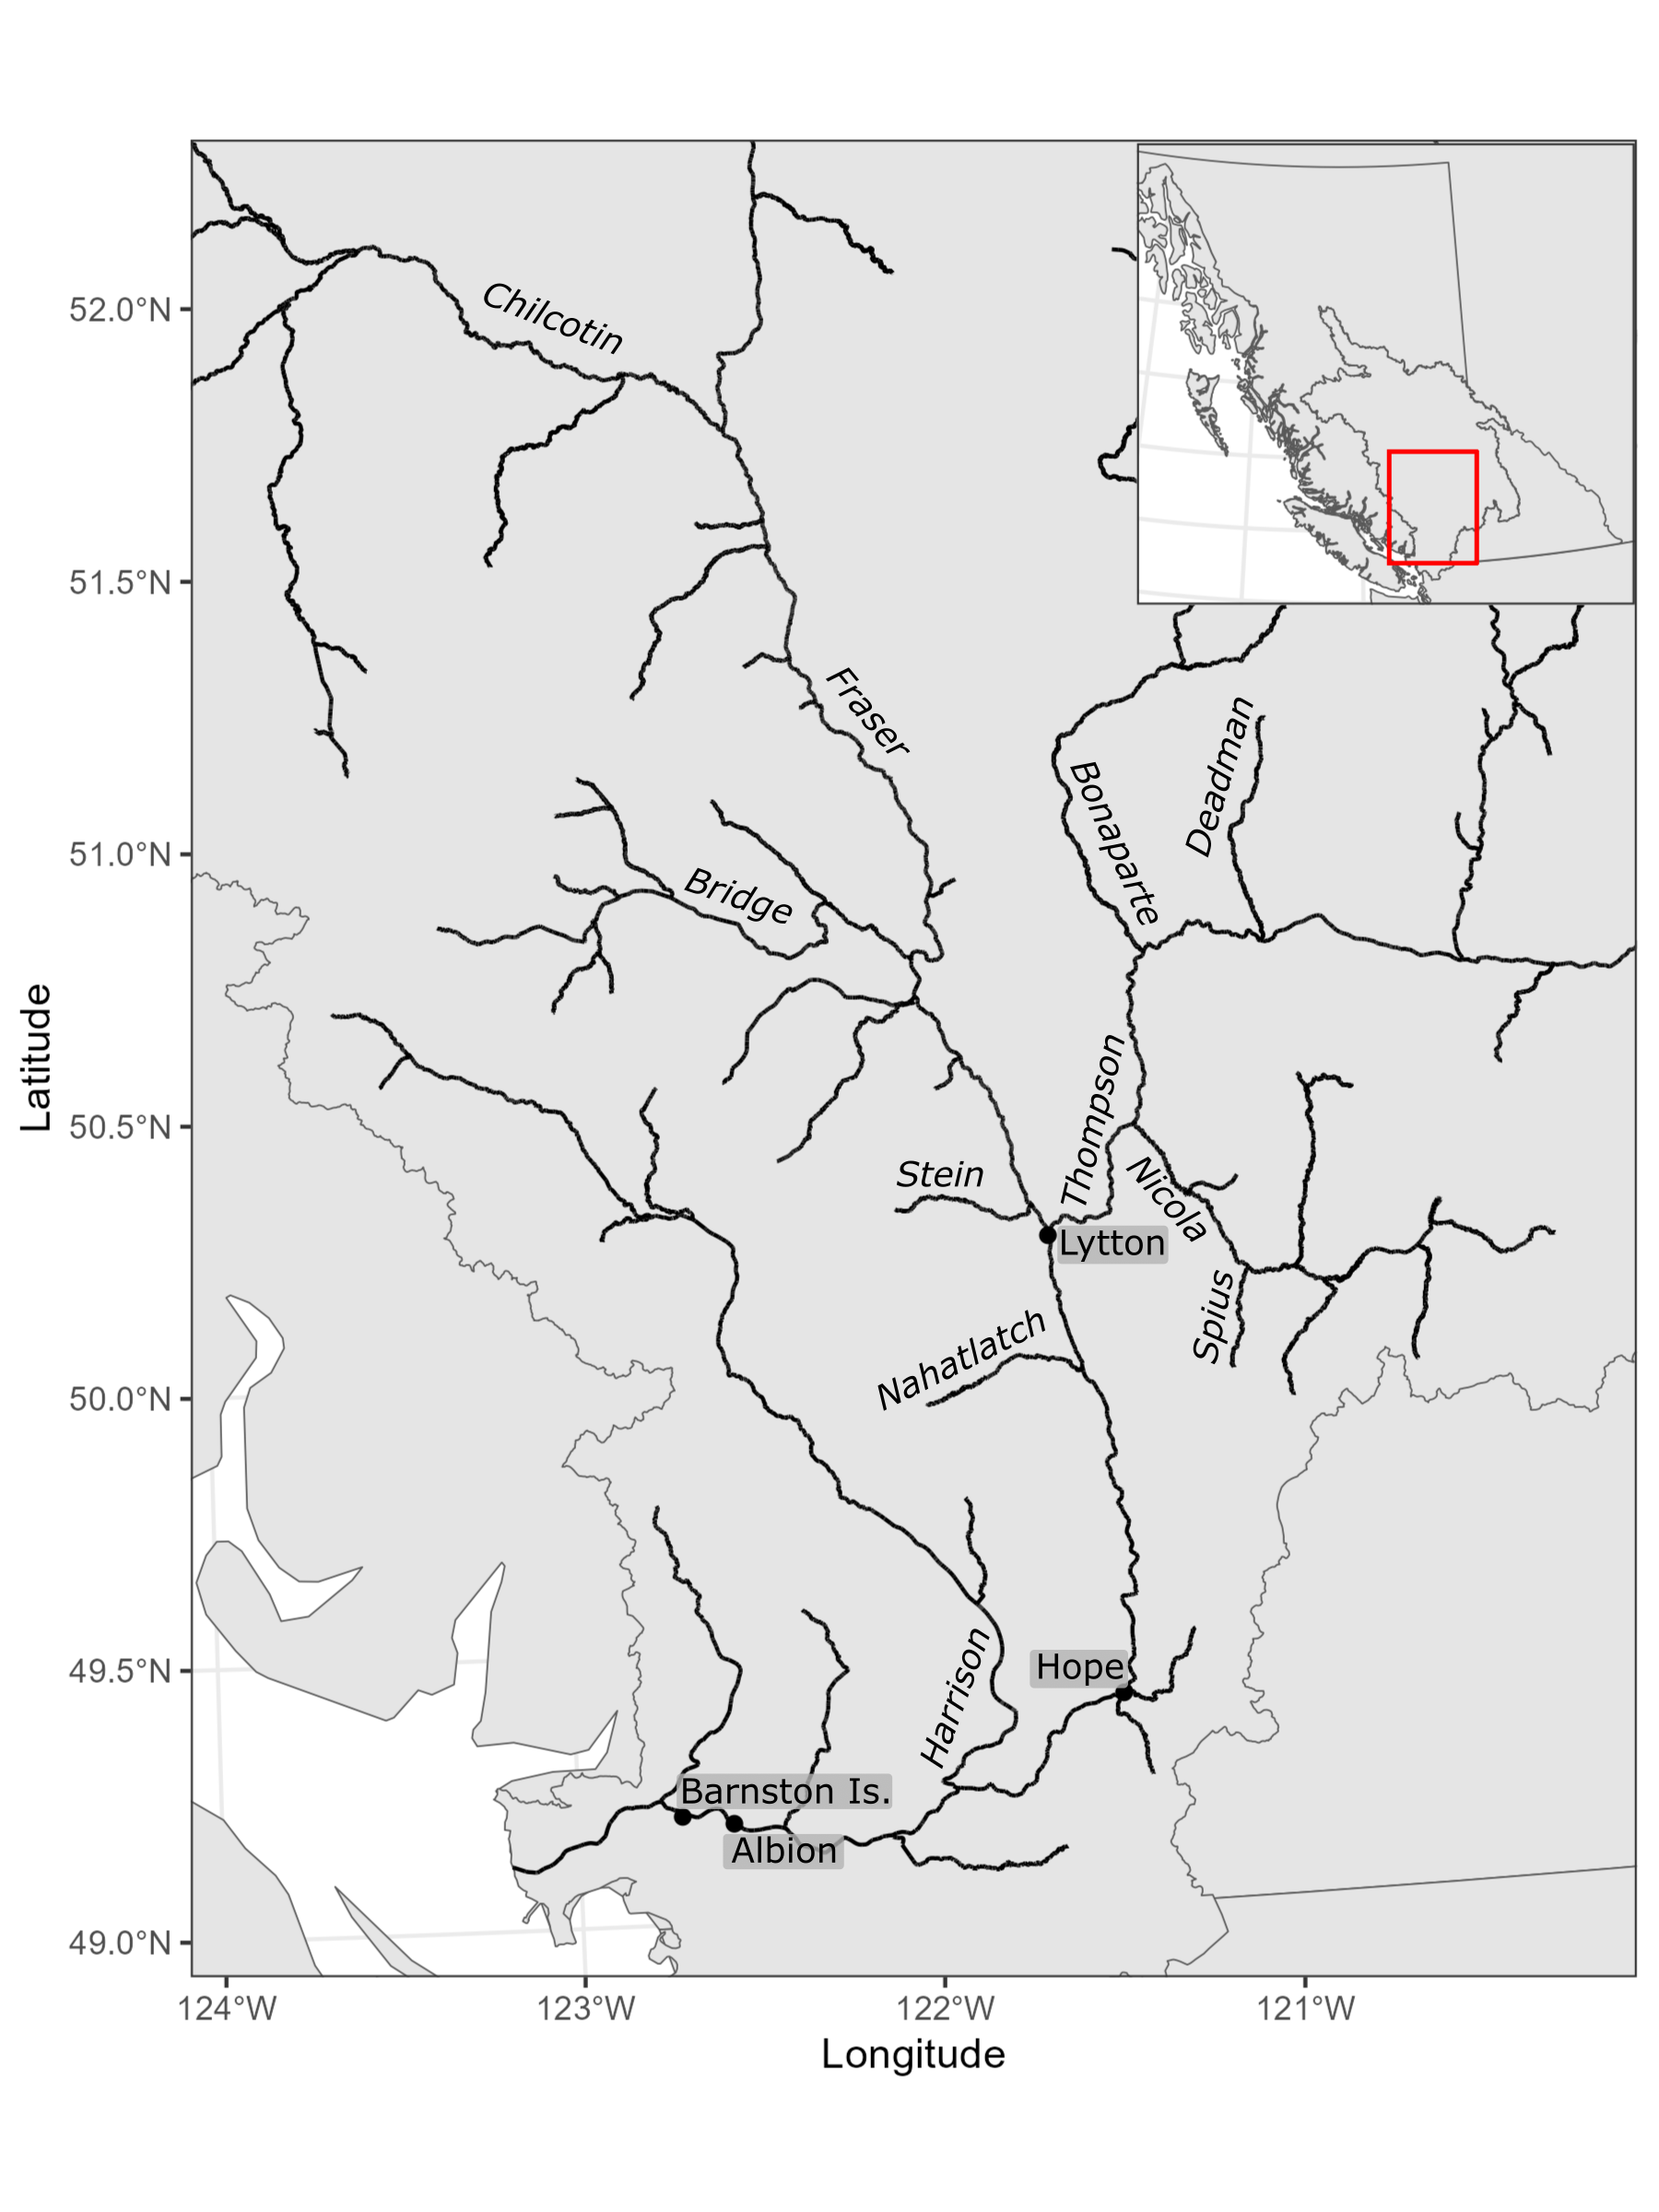 52.0°N
51.5°N
51.0°N
50.5°N
50.0°N
49.5°N
49.0°N
Latitude
Chilcotin
Fraser
Deadman
Bonaparte
Bridge
Thompson
Stein
Nicola
Lytton
Spius
Nahatlatch
Harrison
Hope
Barnston Is.
Albion
124°W
123°W
122°W
121°W
Longitude